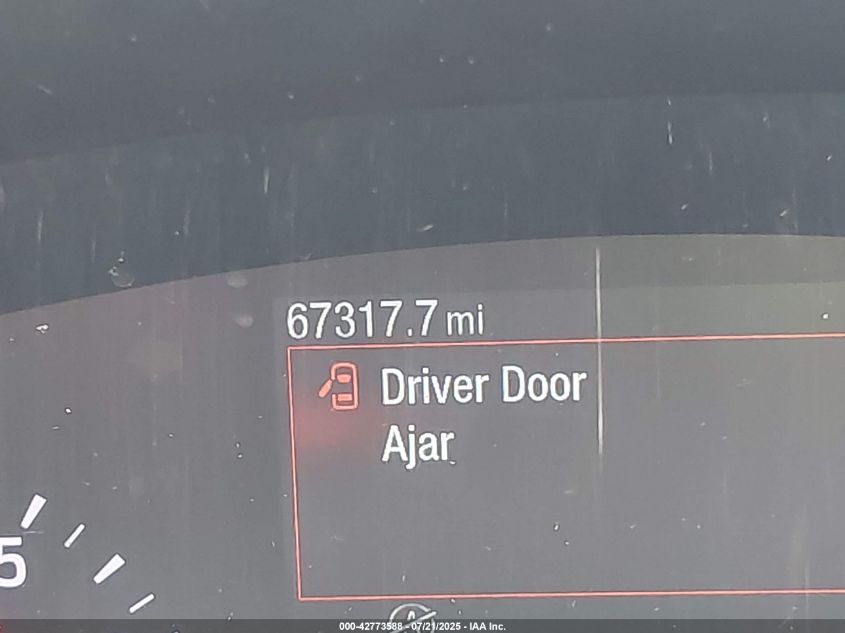 67317.7 mi
Driver Door
Ajar
5
000-42773588 - 07/21/2025 - IAA Inc.